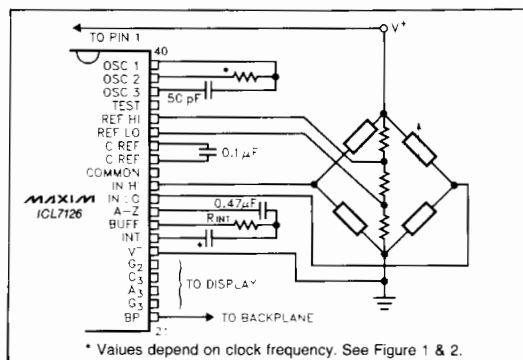 TO PIN 1
V+
40
OSC 1
OSC 2
OSC 3
TEST
REF HI
REF LO
C REF
C REF
COMMON
IN HI
IN LO
A-Z
BUFF
INT
V-
G2
C3
A3
G3
BP
21
MAXIM
ICL7126
*
50 pF
0.1 µF
0.47µF
RINT
*
TO DISPLAY
TO BACKPLANE
* Values depend on clock frequency. See Figure 1 & 2.